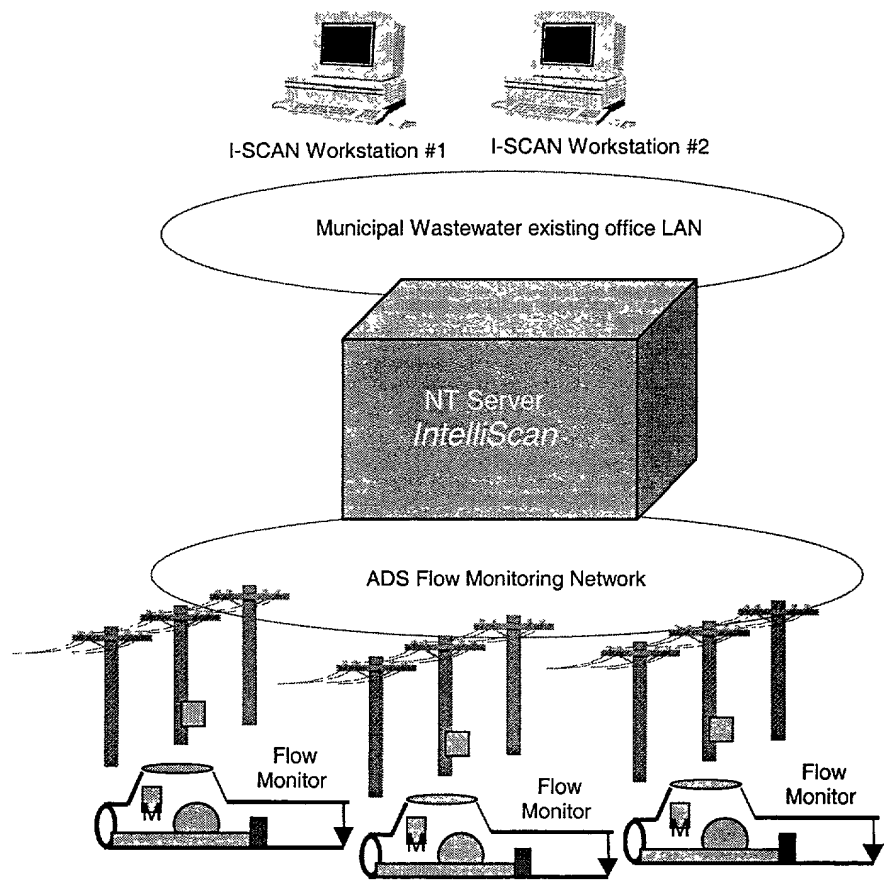 I-SCAN Workstation #1
I-SCAN Workstation #2
Municipal Wastewater existing office LAN
NT Server
IntelliScan
ADS Flow Monitoring Network
Flow
Monitor
Flow
Monitor
Flow
Monitor